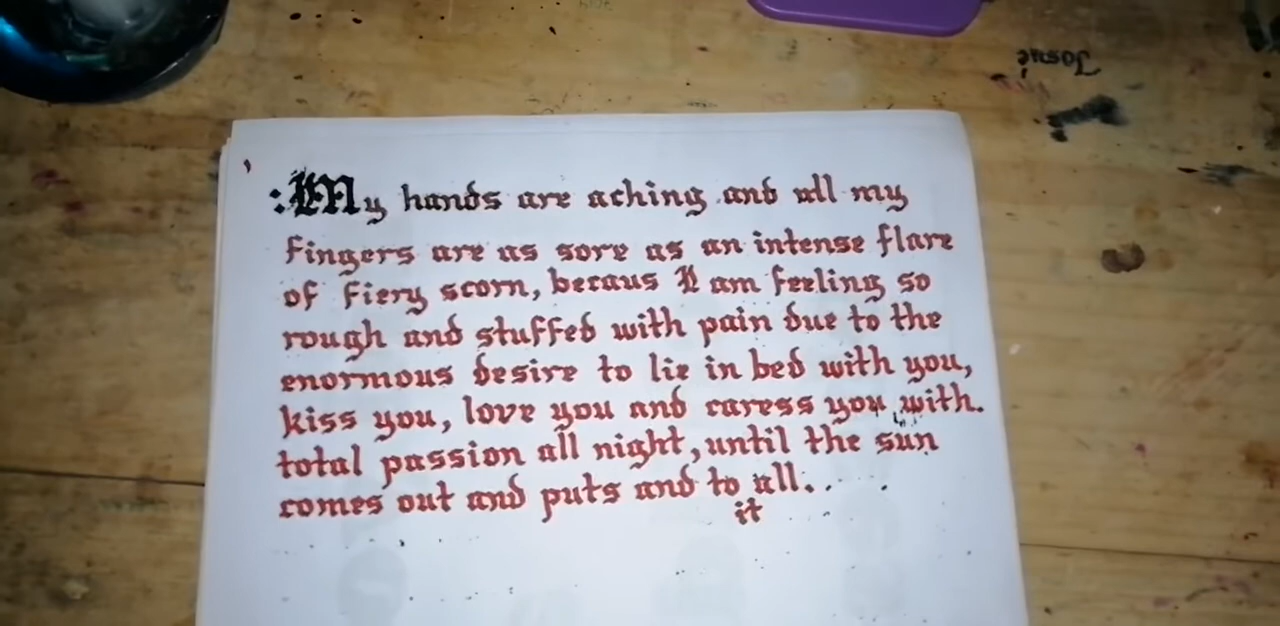 Josué
:My hands are aching and all my
fingers are as sore as an intense flare
of fiery scorn, becaus I am feeling so
rough and stuffed with pain due to the
enormous desire to lie in bed with you,
kiss you, love you and caress you with.
total passion all night, until the sun
comes out and puts and to all.
it